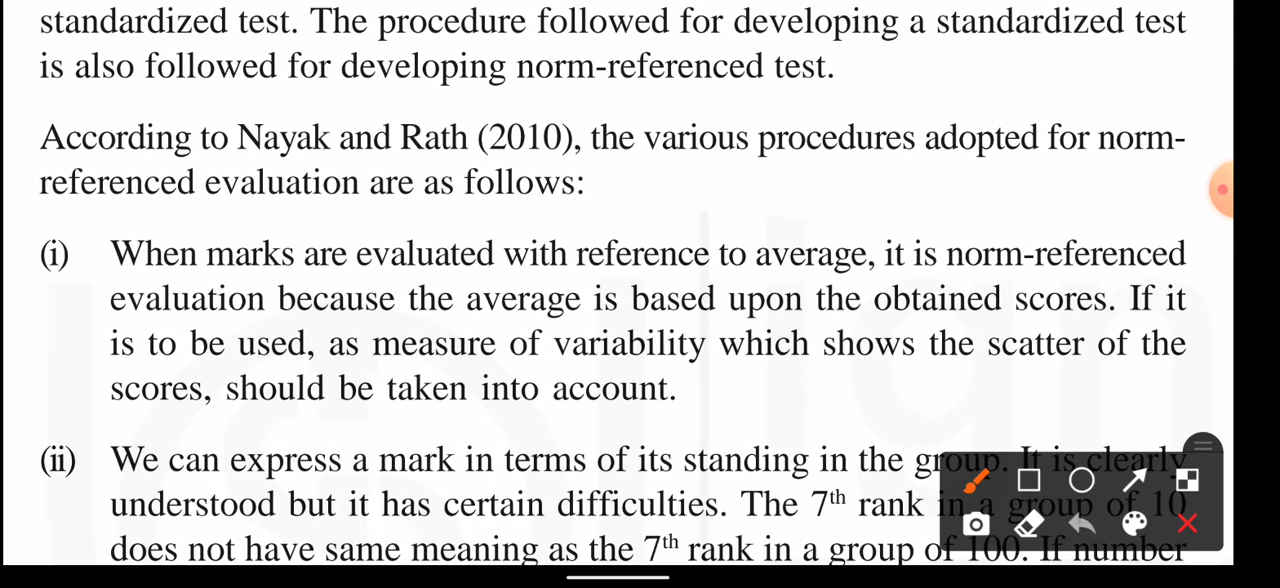 standardized test. The procedure followed for developing a standardized test
is also followed for developing norm-referenced test.
According to Nayak and Rath (2010), the various procedures adopted for norm-
referenced evaluation are as follows:
(i) When marks are evaluated with reference to average, it is norm-referenced
evaluation because the average is based upon the obtained scores. If it
is to be used, as measure of variability which shows the scatter of the
scores, should be taken into account.
(ii) We can express a mark in terms of its standing in the group. It is clearly
understood but it has certain difficulties. The 7th rank in a group of 10
does not have same meaning as the 7th rank in a group of 100. If number